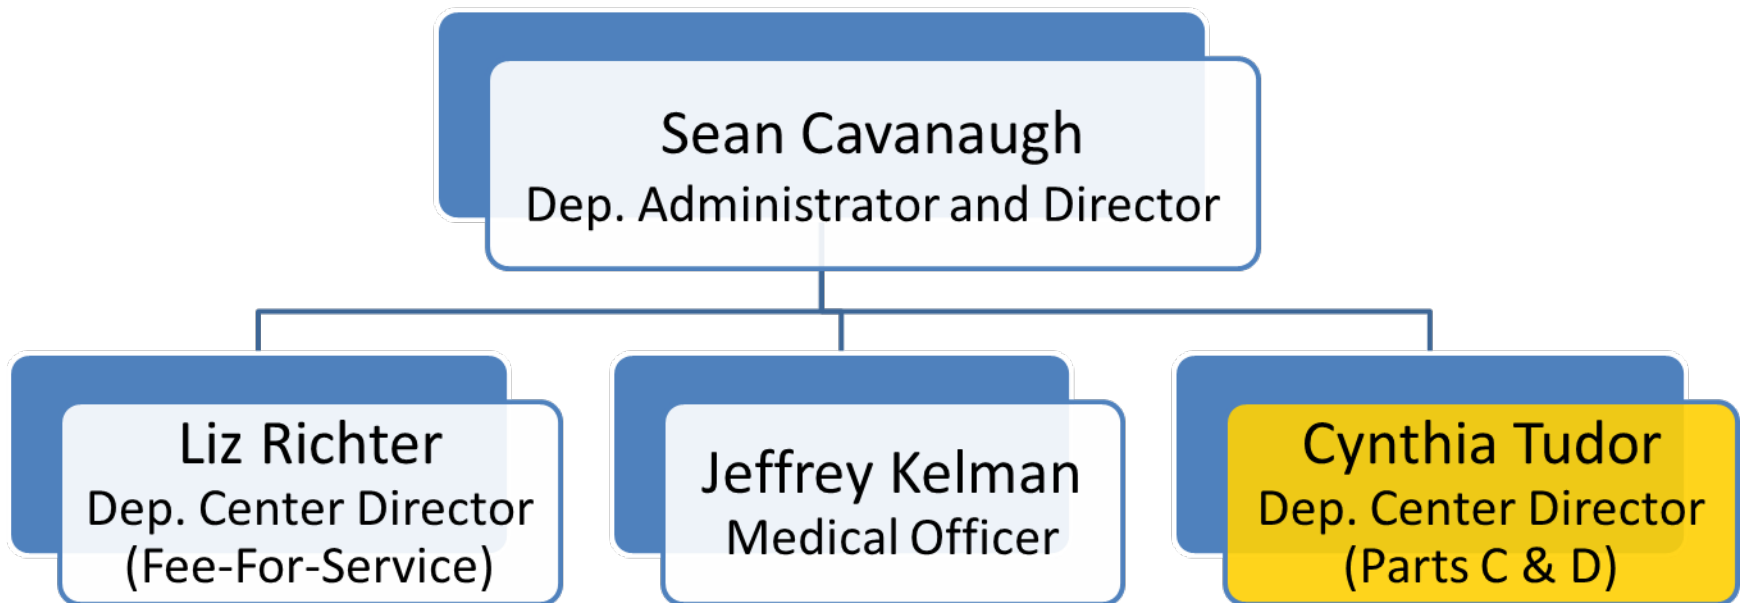 Sean Cavanaugh
Dep. Administrator and Director
Liz Richter
Dep. Center Director
(Fee-For-Service)
Jeffrey Kelman
Medical Officer
Cynthia Tudor
Dep. Center Director
(Parts C & D)